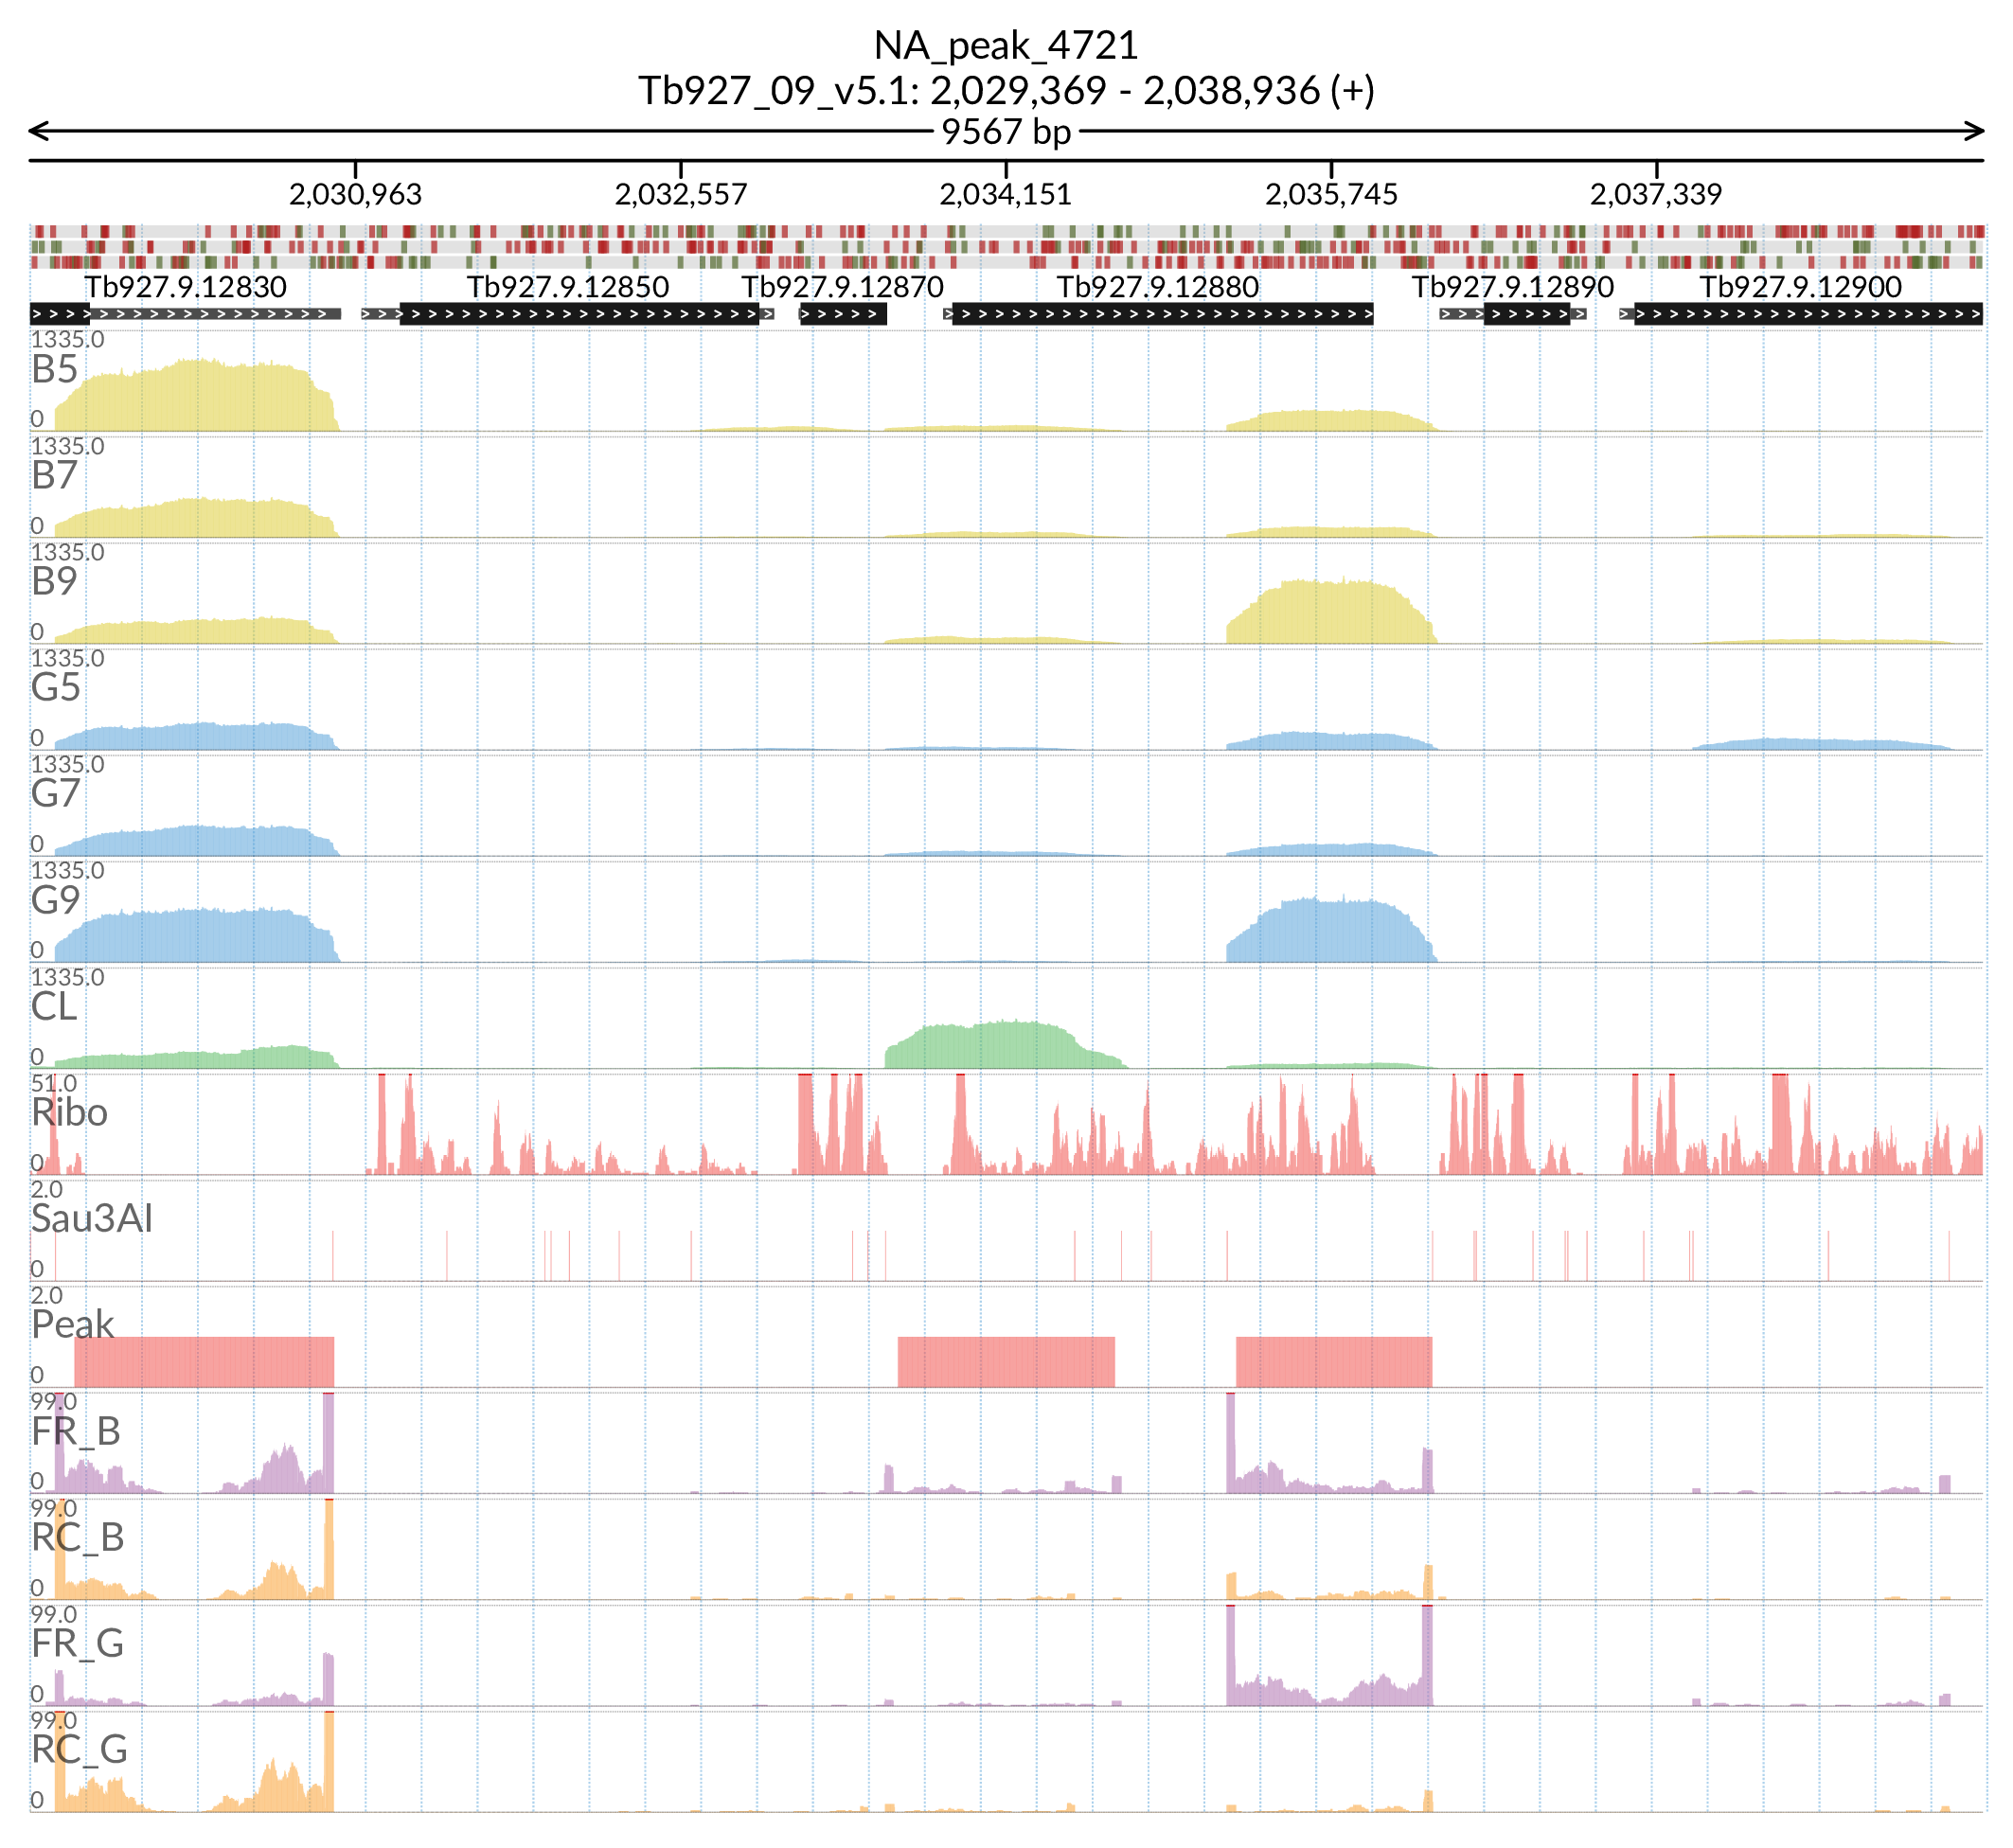 NA_peak_4721
Tb927_09_v5.1: 2,029,369 - 2,038,936 (+)
9567 bp
2,030,963 2,032,557 2,034,151 2,035,745 2,037,339
Tb927.9.12830 Tb927.9.12850 Tb927.9.12870 Tb927.9.12880 Tb927.9.12890 Tb927.9.12900
1335.0
B5
0
1335.0
B7
0
1335.0
B9
0
1335.0
G5
0
1335.0
G7
0
1335.0
G9
0
1335.0
CL
0
51.0
Ribo
0
2.0
Sau3AI
0
2.0
Peak
0
99.0
FR_B
0
99.0
RC_B
0
99.0
FR_G
0
99.0
RC_G
0